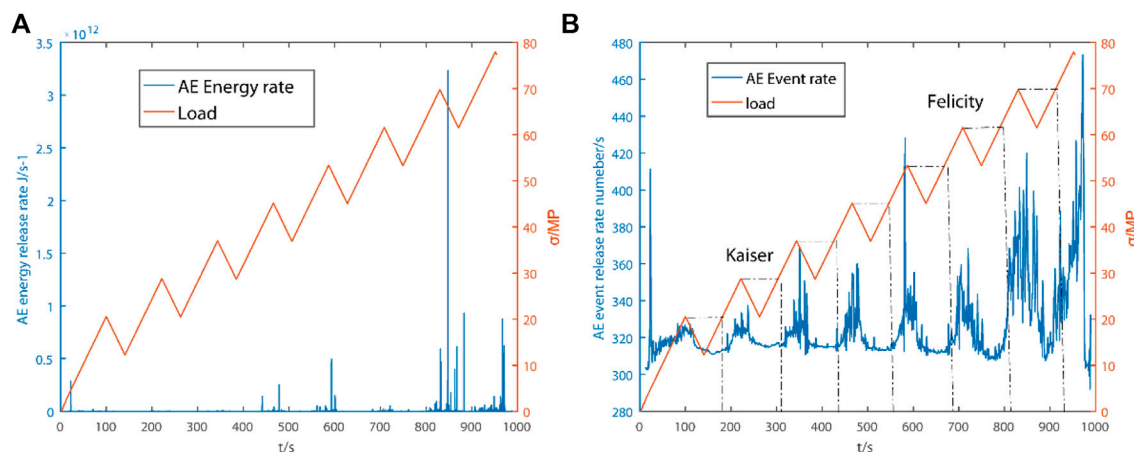 A
× 10^12
3.5
3
2.5
2
1.5
1
0.5
0
AE energy release rate J/s-1
AE Energy rate
Load
80
70
60
50
40
30
20
10
0
σ/MP
0 100 200 300 400 500 600 700 800 900 1000
t/s
B
480
460
440
420
400
380
360
340
320
300
280
AE event release rate numeber/s
AE Event rate
load
Felicity
Kaiser
80
70
60
50
40
30
20
10
0
σ/MP
0 100 200 300 400 500 600 700 800 900 1000
t/s